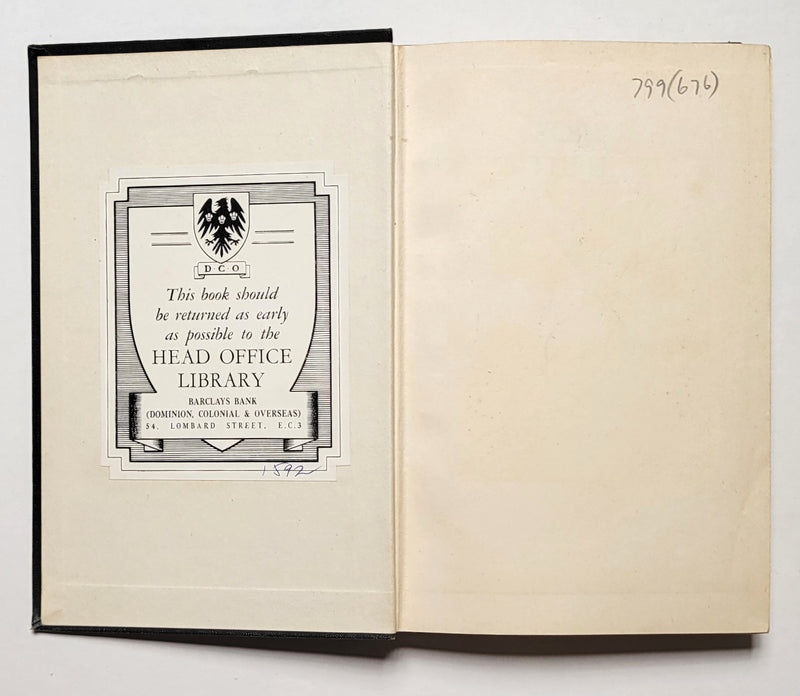 D·C·O
This book should
be returned as early
as possible to the
HEAD OFFICE
LIBRARY
BARCLAYS BANK
(DOMINION, COLONIAL & OVERSEAS)
54, LOMBARD STREET, E.C.3
1592
799(676)